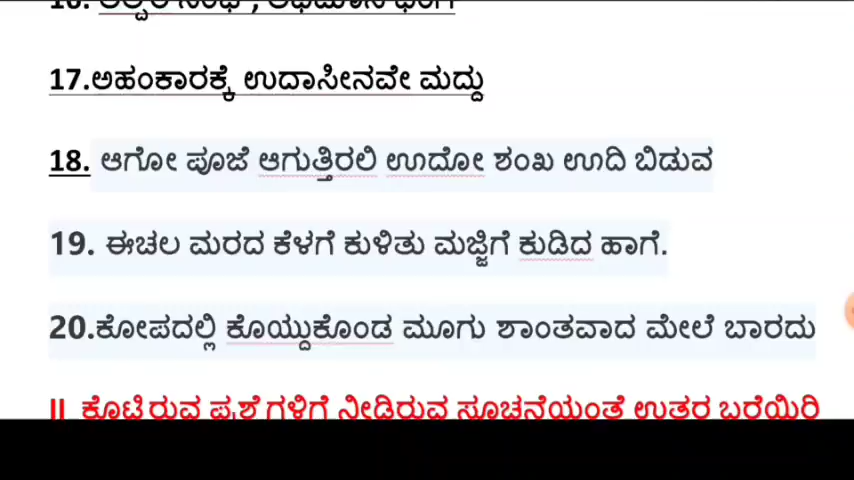 17.ಅಹಂಕಾರಕ್ಕೆ ಉದಾಸೀನವೇ ಮದ್ದು
18. ಆಗೋ ಪೂಜೆ ಆಗುತ್ತಿರಲಿ ಊದೋ ಶಂಖ ಊದಿ ಬಿಡುವ
19. ಈಚಲ ಮರದ ಕೆಳಗೆ ಕುಳಿತು ಮಜ್ಜಿಗೆ ಕುಡಿದ ಹಾಗೆ.
20.ಕೋಪದಲ್ಲಿ ಕೊಯ್ದುಕೊಂಡ ಮೂಗು ಶಾಂತವಾದ ಮೇಲೆ ಬಾರದು
II ಕೊಟ್ಟಿರುವ ಪ್ರಶ್ನೆಗಳಿಗೆ ನೀಡಿರುವ ಸೂಚನೆಯಂತೆ ಉತ್ತರ ಬರೆಯಿರಿ